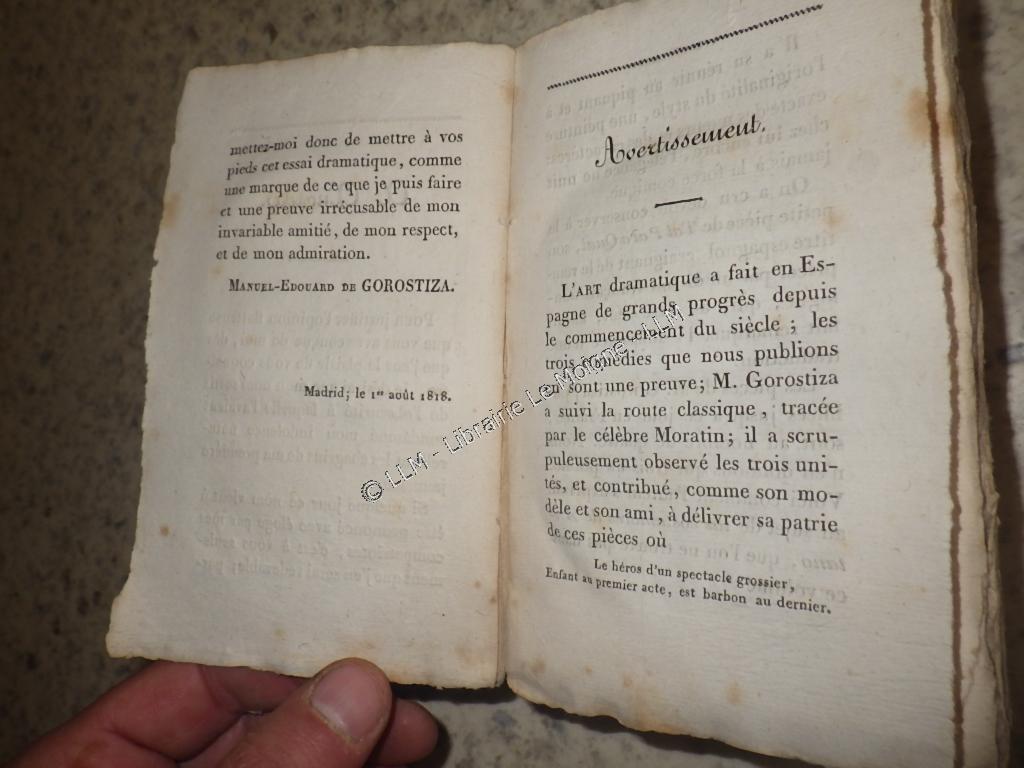 mettez-moi donc de mettre à vos
pieds cet essai dramatique, comme
une marque de ce que je puis faire
et une preuve irrécusable de mon
invariable amitié, de mon respect,
et de mon admiration.
Manuel-Edouard de GOROSTIZA.
Madrid; le 1er août 1818.
Avertissement.
L'ART dramatique a fait en Es-
pagne de grands progrès depuis
le commencement du siècle; les
trois comédies que nous publions
en sont une preuve; M. Gorostiza
a suivi la route classique, tracée
par le célèbre Moratin; il a scru-
puleusement observé les trois uni-
tés, et contribué, comme son mo-
dèle et son ami, à délivrer sa patrie
de ces pièces où
Le héros d'un spectacle grossier,
Enfant au premier acte, est barbon au dernier.
© LLM - Librairie Le Moigne - LLM